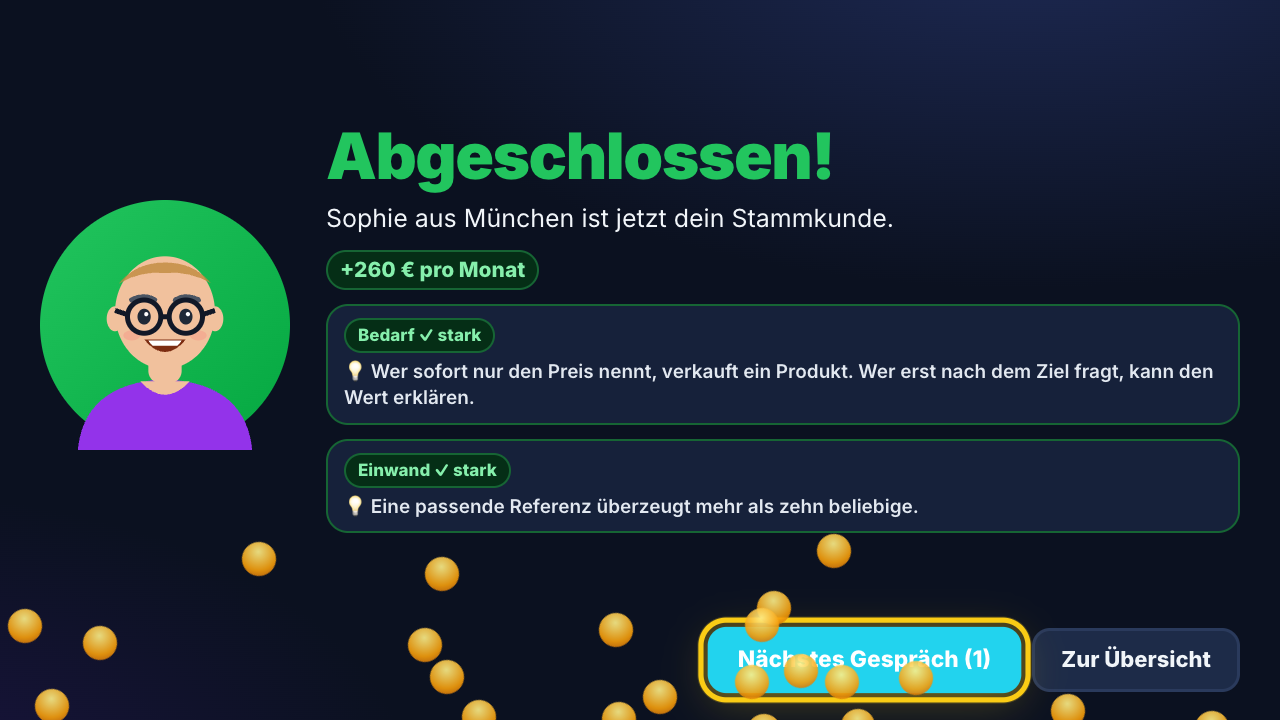 Abgeschlossen!
Sophie aus München ist jetzt dein Stammkunde.
+260 € pro Monat
Bedarf ✓ stark
💡 Wer sofort nur den Preis nennt, verkauft ein Produkt. Wer erst nach dem Ziel fragt, kann den
Wert erklären.
Einwand ✓ stark
💡 Eine passende Referenz überzeugt mehr als zehn beliebige.
Nächstes Gespräch (1)
Zur Übersicht